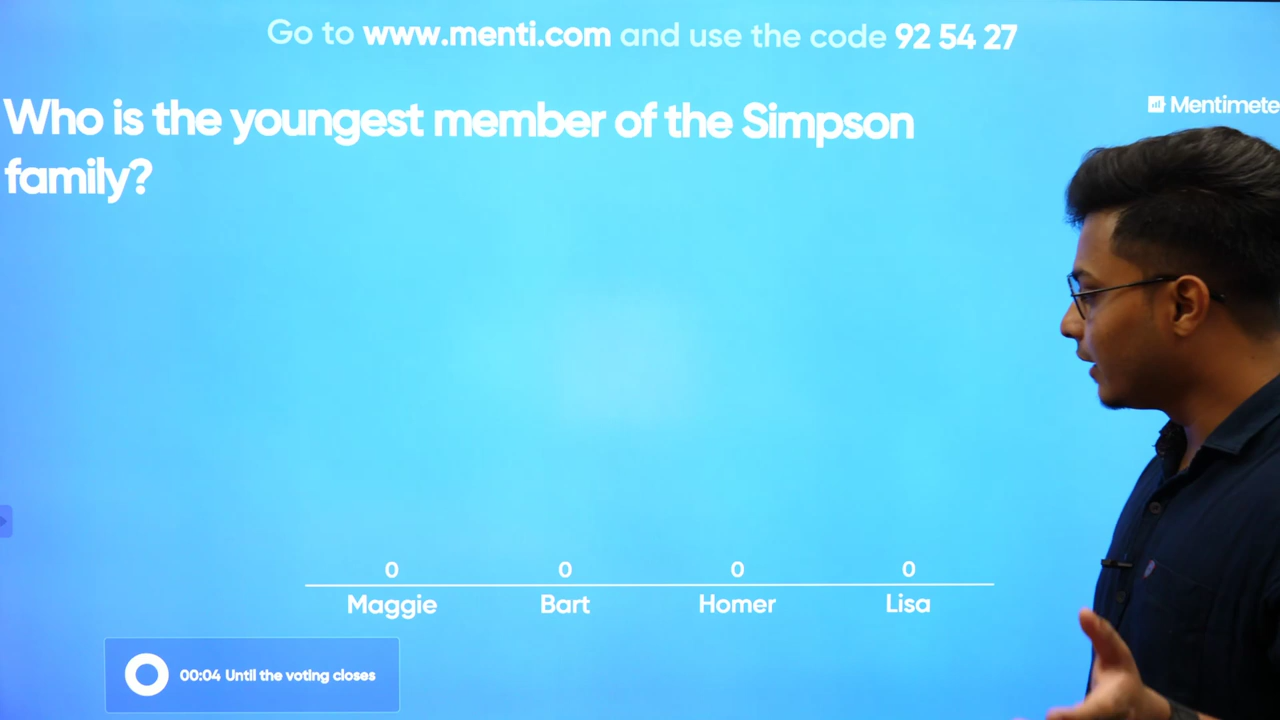 Go to www.menti.com and use the code 92 54 27
Mentimete
Who is the youngest member of the Simpson
family?
0 0 0 0
Maggie Bart Homer Lisa
00:04 Until the voting closes